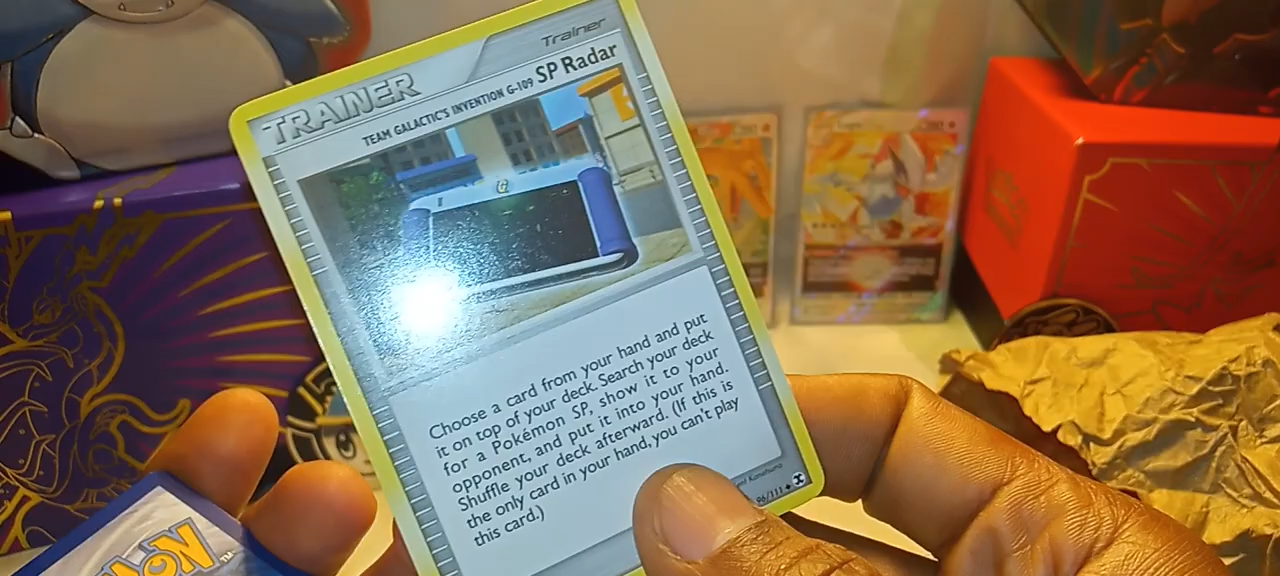 Trainer
TRAINER
TEAM GALACTIC'S INVENTION G-109 SP Radar
G
Choose a card from your hand and put
it on top of your deck. Search your deck
for a Pokémon SP, show it to your
opponent, and put it into your hand.
Shuffle your deck afterward. (If this is
the only card in your hand, you can't play
this card.)
96/111